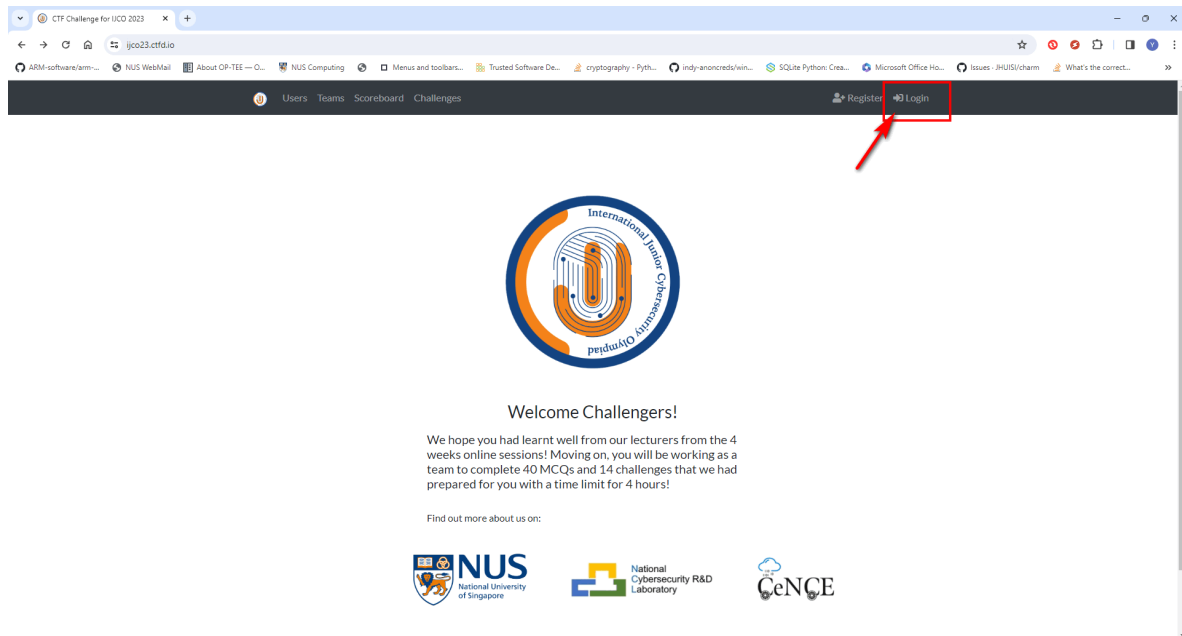 CTF Challenge for IJCO 2023
ijco23.ctfd.io
ARM-software/arm-... NUS WebMail About OP-TEE — O... NUS Computing Menus and toolbars... Trusted Software De... cryptography - Pyth... indy-anoncreds/win... SQLite Python: Crea... Microsoft Office Ho... Issues · JHUISI/charm What's the correct...
Users Teams Scoreboard Challenges Register Login
International Junior Cybersecurity Olympiad
Welcome Challengers!
We hope you had learnt well from our lecturers from the 4
weeks online sessions! Moving on, you will be working as a
team to complete 40 MCQs and 14 challenges that we had
prepared for you with a time limit for 4 hours!
Find out more about us on:
NUS
National University
of Singapore
National
Cybersecurity R&D
Laboratory
CeNCE